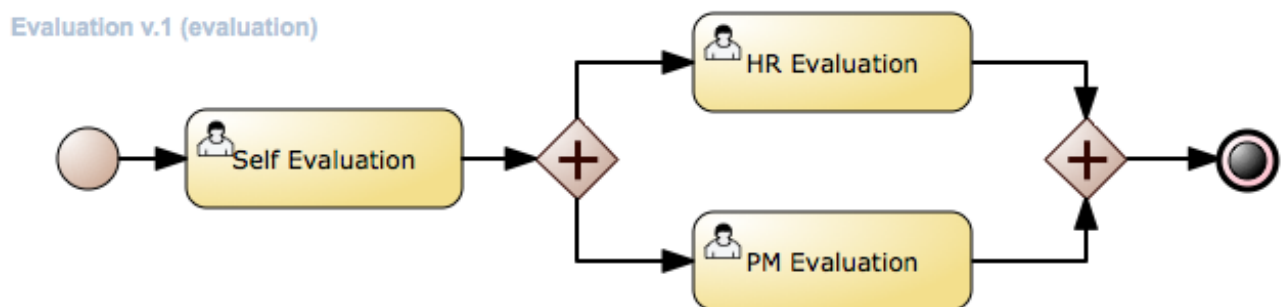 Evaluation v.1 (evaluation)
HR Evaluation
Self Evaluation
PM Evaluation